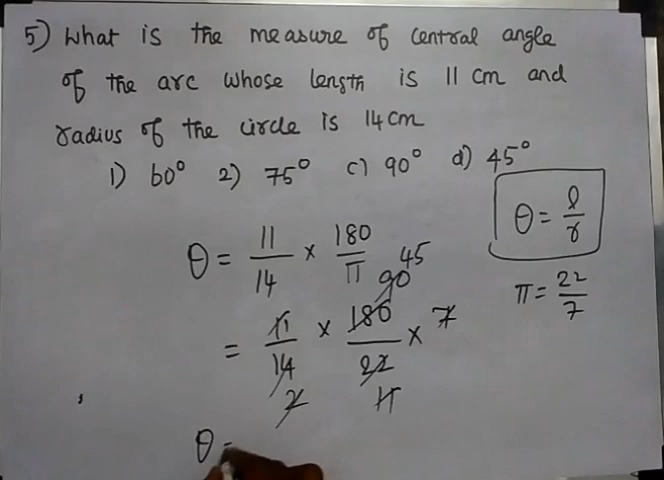 5) What is the measure of central angle
of the arc whose length is 11 cm and
radius of the circle is 14 cm
1) 60° 2) 75° c) 90° d) 45°
θ = l/r
θ = 11/14 × 180/π
π = 22/7
45
90
= 11/14 × 180/22 × 7
2 11
θ =